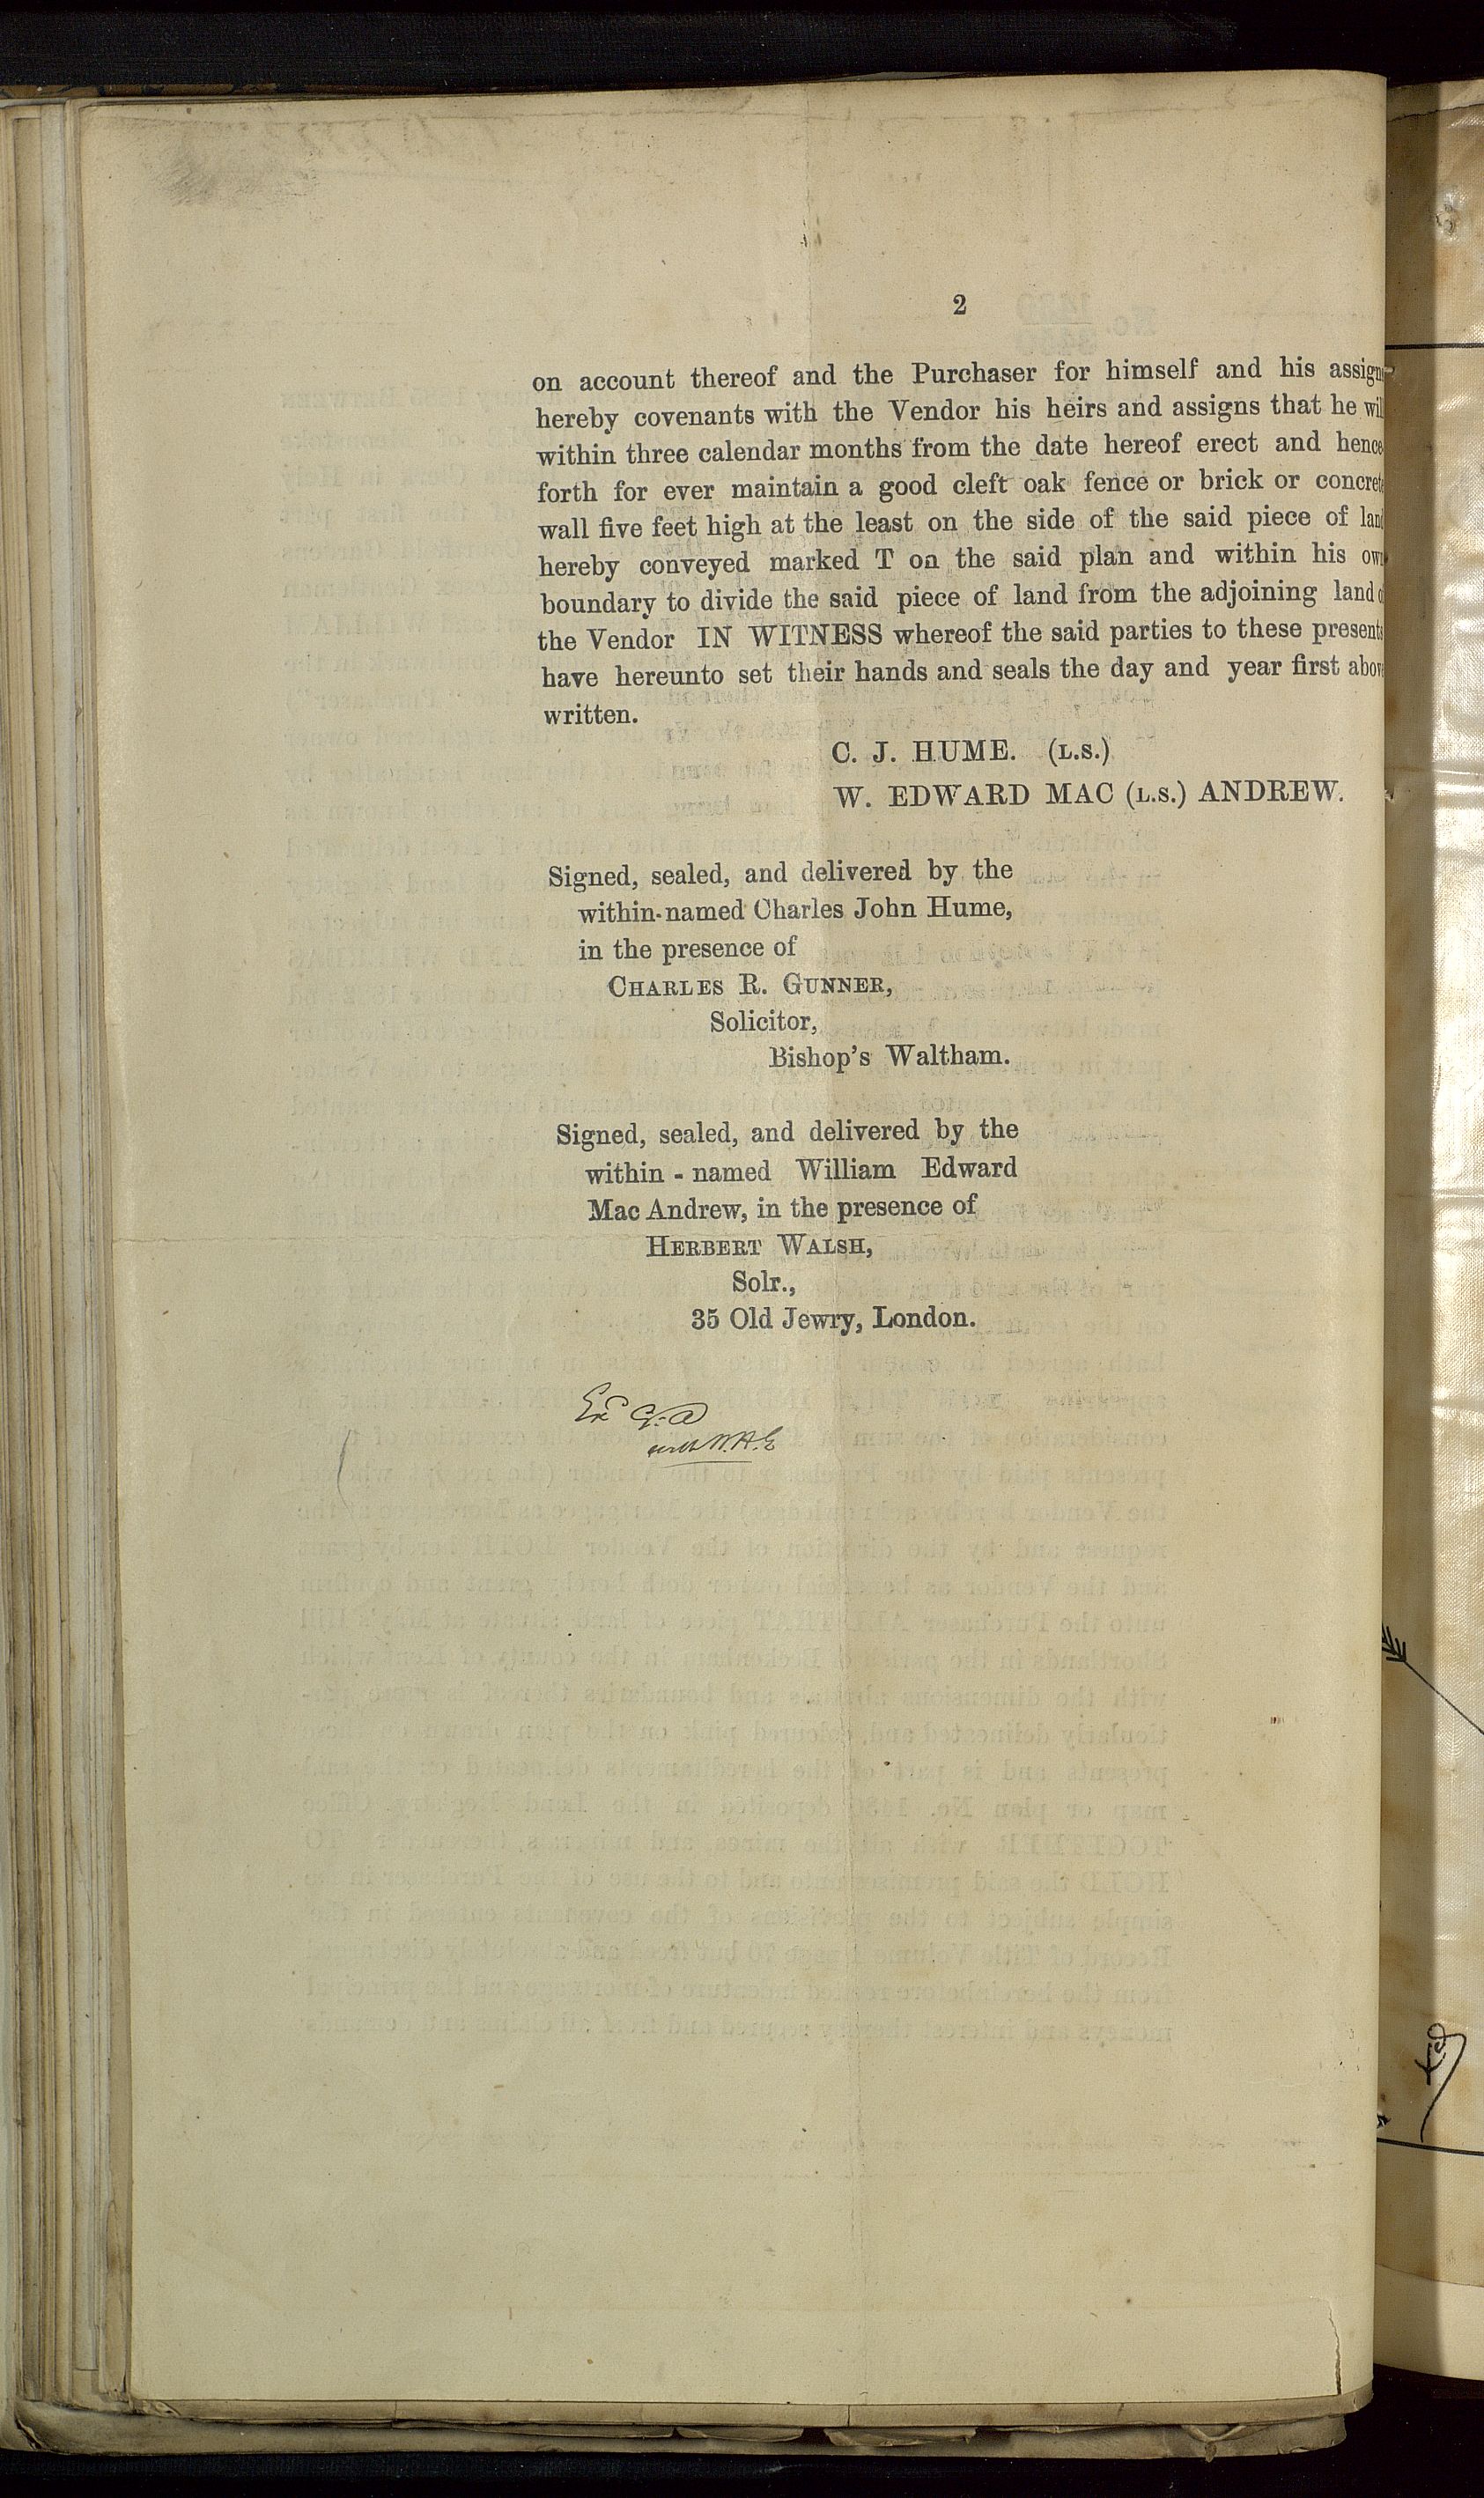 2
on account thereof and the Purchaser for himself and his assign
hereby covenants with the Vendor his heirs and assigns that he wil
within three calendar months from the date hereof erect and hence
forth for ever maintain a good cleft oak fence or brick or concrete
wall five feet high at the least on the side of the said piece of land
hereby conveyed marked T on the said plan and within his own
boundary to divide the said piece of land from the adjoining land o
the Vendor IN WITNESS whereof the said parties to these presents
have hereunto set their hands and seals the day and year first above
written.
C. J. HUME. (L.S.)
W. EDWARD MAC (L.S.) ANDREW.
Signed, sealed, and delivered by the
within-named Charles John Hume,
in the presence of
CHARLES R. GUNNER,
Solicitor,
Bishop's Waltham.
Signed, sealed, and delivered by the
within-named William Edward
Mac Andrew, in the presence of
HERBERT WALSH,
Solr.,
35 Old Jewry, London.
Exd
with W.H.G